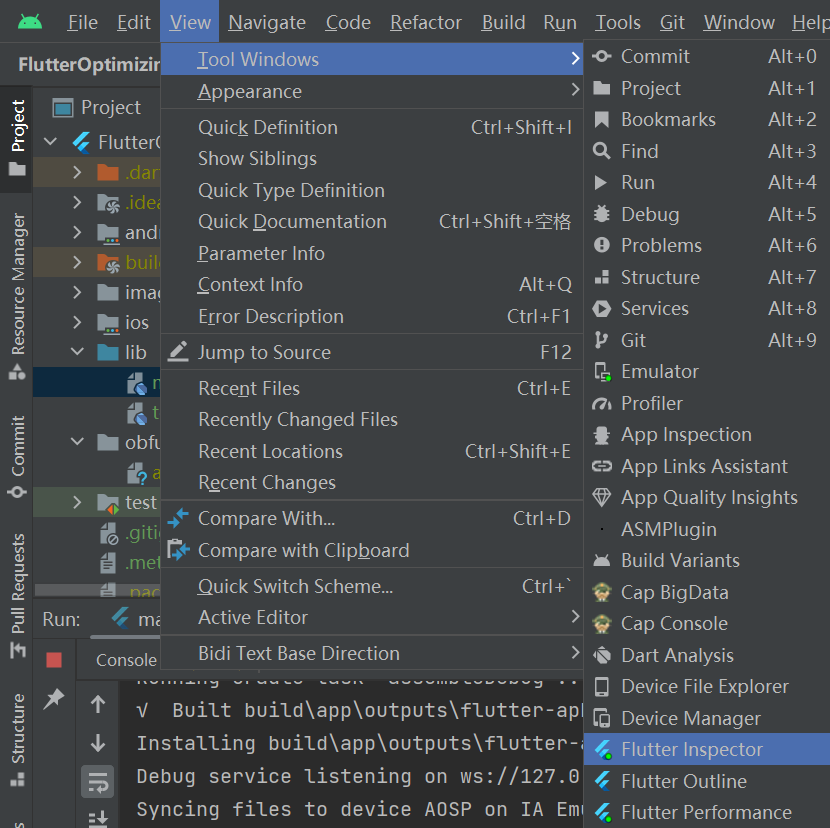 File Edit View Navigate Code Refactor Build Run Tools Git Window Help
FlutterOptimizin
Project
Project
FlutterO
.dar
.idea
andr
build
imag
ios
lib
m
t
obfu
a
test
.gitig
.met
.pac
Resource Manager
Commit
Pull Requests
Structure
Tool Windows
Appearance
Quick Definition Ctrl+Shift+I
Show Siblings
Quick Type Definition
Quick Documentation Ctrl+Shift+空格
Parameter Info
Context Info Alt+Q
Error Description Ctrl+F1
Jump to Source F12
Recent Files Ctrl+E
Recently Changed Files
Recent Locations Ctrl+Shift+E
Recent Changes
Compare With... Ctrl+D
Compare with Clipboard
Quick Switch Scheme... Ctrl+`
Active Editor
Bidi Text Base Direction
Commit Alt+0
Project Alt+1
Bookmarks Alt+2
Find Alt+3
Run Alt+4
Debug Alt+5
Problems Alt+6
Structure Alt+7
Services Alt+8
Git Alt+9
Emulator
Profiler
App Inspection
App Links Assistant
App Quality Insights
ASMPlugin
Build Variants
Cap BigData
Cap Console
Dart Analysis
Device File Explorer
Device Manager
Flutter Inspector
Flutter Outline
Flutter Performance
Run: ma
Console
Running Gradle task 'assembleDebug'...
√ Built build\app\outputs\flutter-apk
Installing build\app\outputs\flutter-a
Debug service listening on ws://127.0
Syncing files to device AOSP on IA Emu